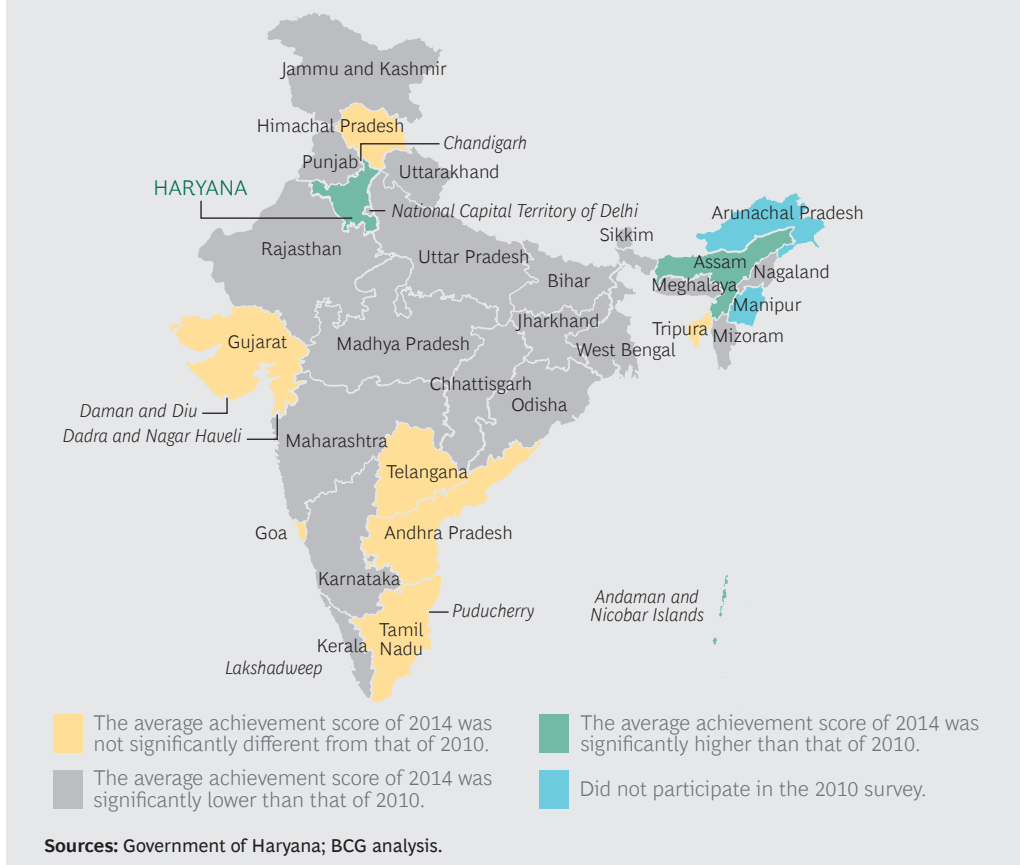 Jammu and Kashmir
Himachal Pradesh
Chandigarh
Punjab
Uttarakhand
HARYANA
National Capital Territory of Delhi
Arunachal Pradesh
Sikkim
Rajasthan
Uttar Pradesh
Assam
Nagaland
Bihar
Meghalaya
Manipur
Jharkhand
Tripura
Mizoram
Gujarat
Madhya Pradesh
West Bengal
Chhattisgarh
Odisha
Daman and Diu
Dadra and Nagar Haveli
Maharashtra
Telangana
Goa
Andhra Pradesh
Karnataka
Andaman and
Nicobar Islands
Puducherry
Tamil
Nadu
Kerala
Lakshadweep
The average achievement score of 2014 was
not significantly different from that of 2010.
The average achievement score of 2014 was
significantly higher than that of 2010.
The average achievement score of 2014 was
significantly lower than that of 2010.
Did not participate in the 2010 survey.
Sources: Government of Haryana; BCG analysis.